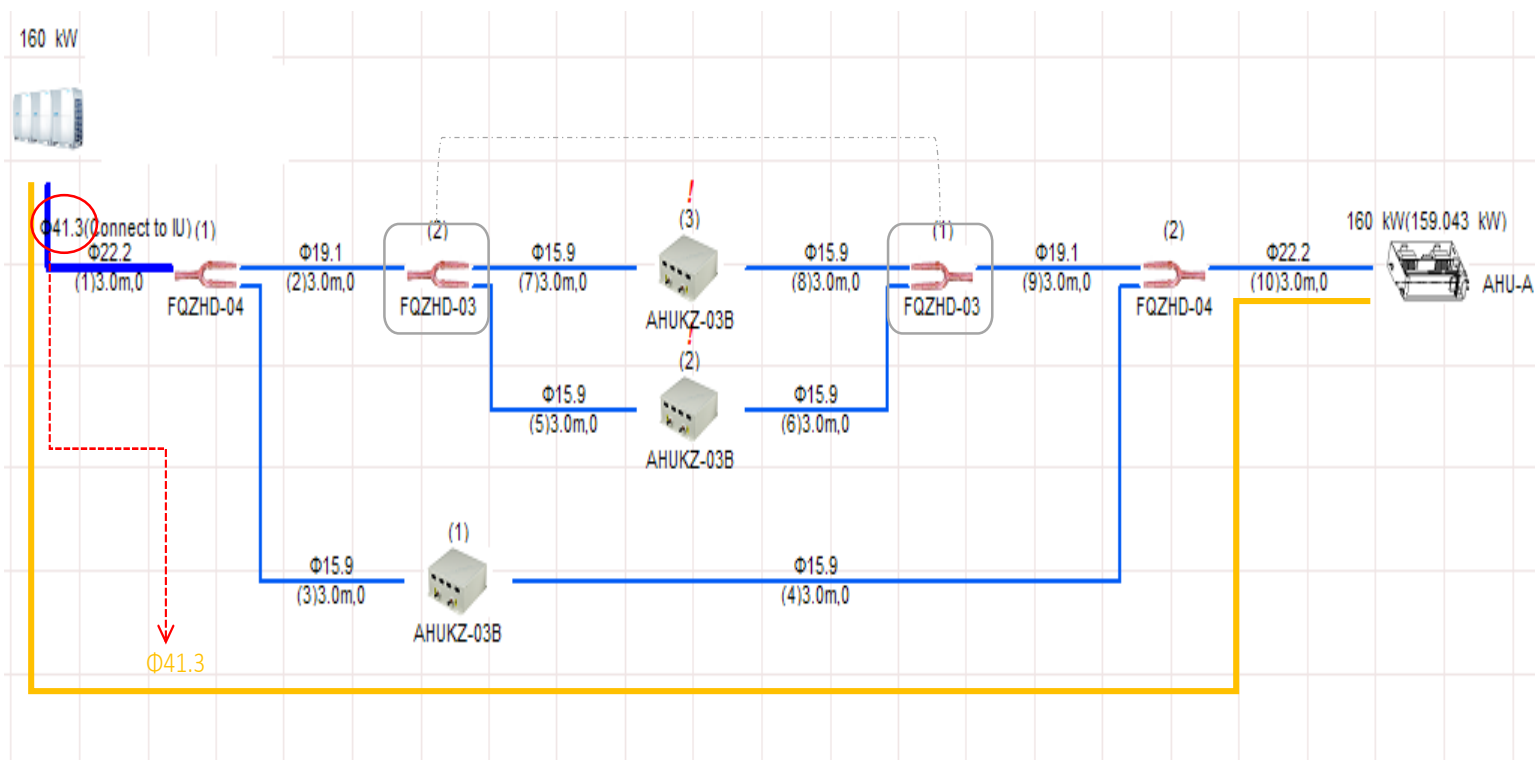 160 kW
Φ41.3(Connect to IU) (1)
Φ22.2
(1)3.0m,0
FQZHD-04
Φ19.1
(2)3.0m,0
(2)
FQZHD-03
Φ15.9
(7)3.0m,0
(3)
AHUKZ-03B
Φ15.9
(8)3.0m,0
(1)
FQZHD-03
Φ19.1
(9)3.0m,0
(2)
FQZHD-04
Φ22.2
(10)3.0m,0
160 kW(159.043 kW)
AHU-A
Φ15.9
(5)3.0m,0
(2)
AHUKZ-03B
Φ15.9
(6)3.0m,0
Φ15.9
(3)3.0m,0
(1)
AHUKZ-03B
Φ15.9
(4)3.0m,0
Φ41.3